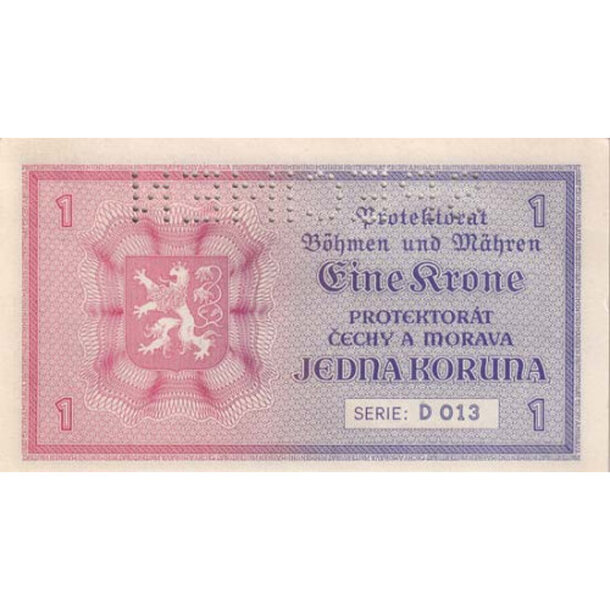 1 1
Protektorat
Böhmen und Mähren
Eine Krone
PROTEKTORÁT
ČECHY A MORAVA
JEDNA KORUNA
SERIE: D 013
1 1